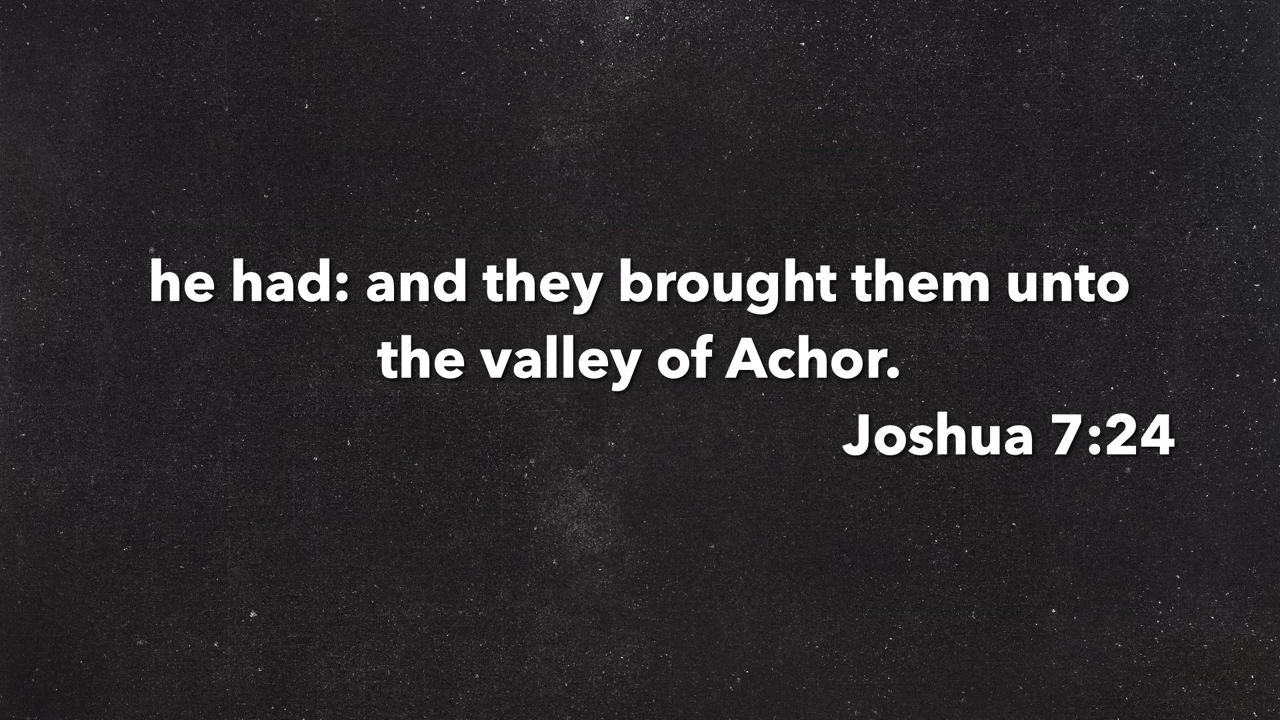 he had: and they brought them unto
the valley of Achor.
Joshua 7:24